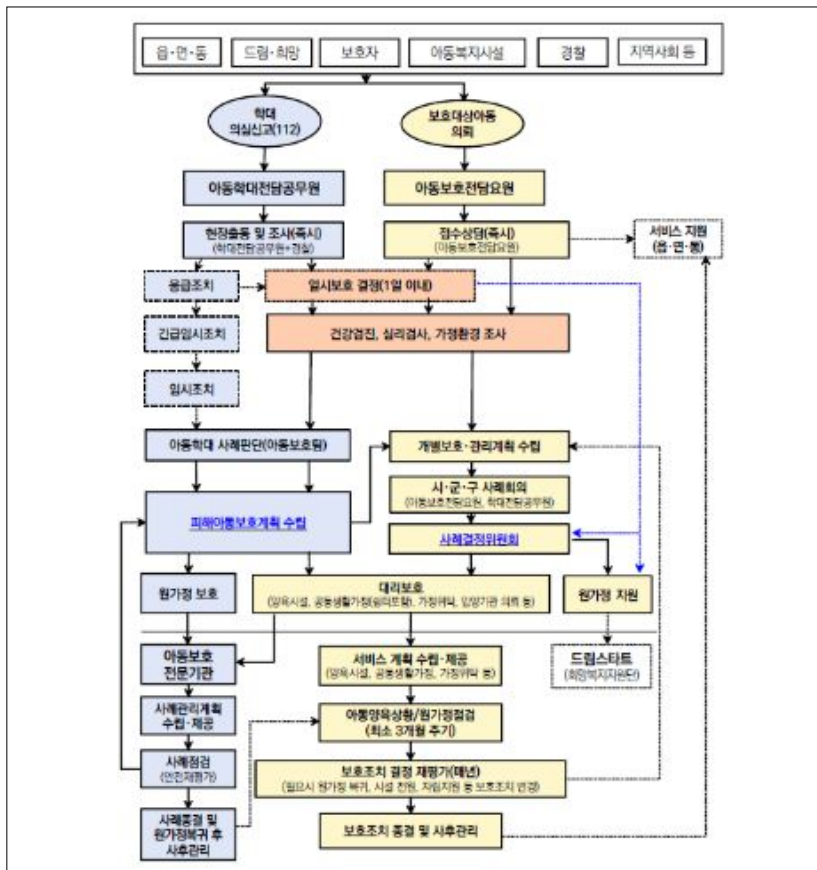 읍·면·동 드림·희망 보호자 아동복지시설 경찰 지역사회 등
학대
의심신고(112)
보호대상아동
의뢰
아동학대전담공무원
아동보호전담요원
현장출동 및 조사(즉시)
(학대전담공무원+경찰)
접수상담(즉시)
(아동보호전담요원)
서비스 지원
(읍·면·동)
응급조치
일시보호 결정(1일 이내)
긴급임시조치
건강검진, 심리검사, 가정환경 조사
임시조치
아동학대 사례판단(아동보호팀)
개별보호·관리계획 수립
시·군·구 사례회의
(아동보호전담요원, 학대전담공무원)
피해아동보호계획 수립
사례결정위원회
원가정 보호
대리보호
(양육시설, 공동생활가정(쉼터포함), 가정위탁, 입양기관 의뢰 등)
원가정 지원
아동보호
전문기관
서비스 계획 수립·제공
(양육시설, 공동생활가정, 가정위탁 등)
드림스타트
(희망복지지원단)
사례관리계획
수립·제공
아동양육상황/원가정점검
(최소 3개월 주기)
사례점검
(안전재평가)
보호조치 결정 재평가(매년)
(필요시 원가정 복귀, 시설 전원, 자립지원 등 보호조치 변경)
사례종결 및
원가정복귀 후
사후관리
보호조치 종결 및 사후관리